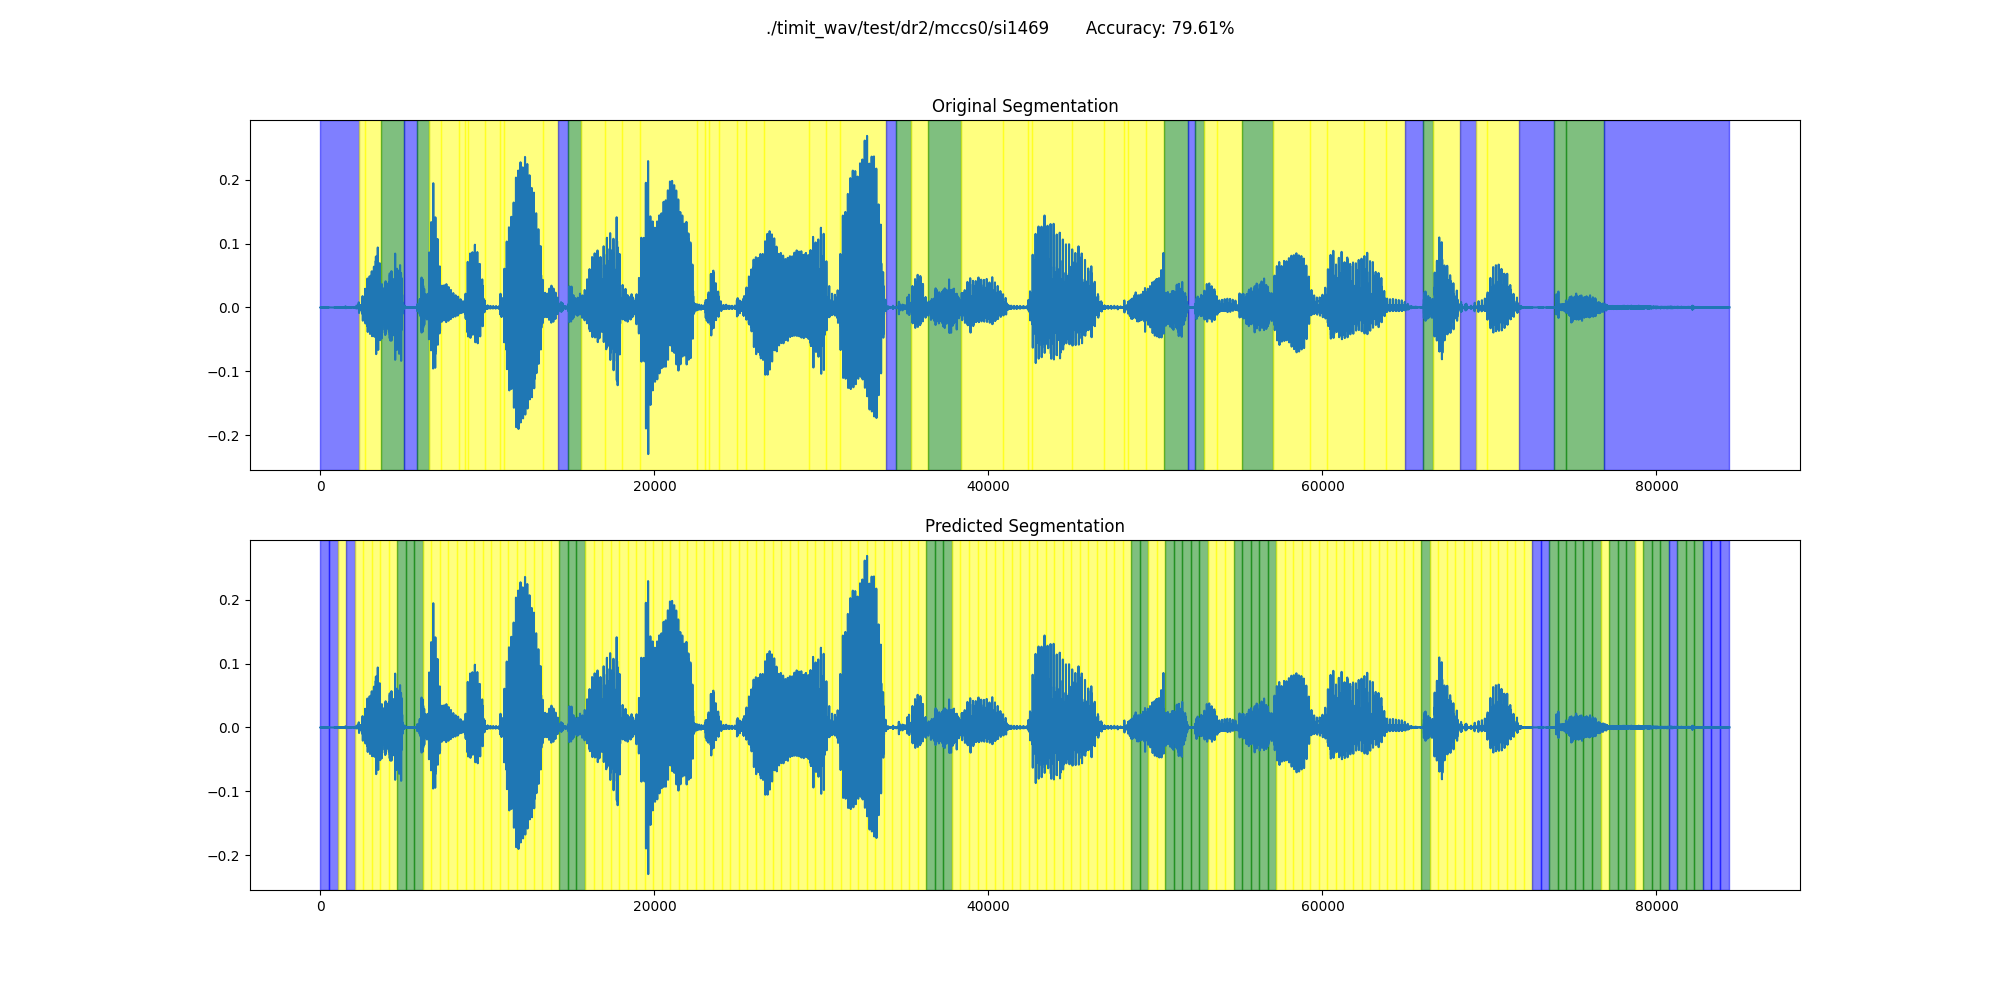 ./timit_wav/test/dr2/mccs0/si1469 Accuracy: 79.61%
Original Segmentation
0.2
0.1
0.0
−0.1
−0.2
0 20000 40000 60000 80000
Predicted Segmentation
0.2
0.1
0.0
−0.1
−0.2
0 20000 40000 60000 80000